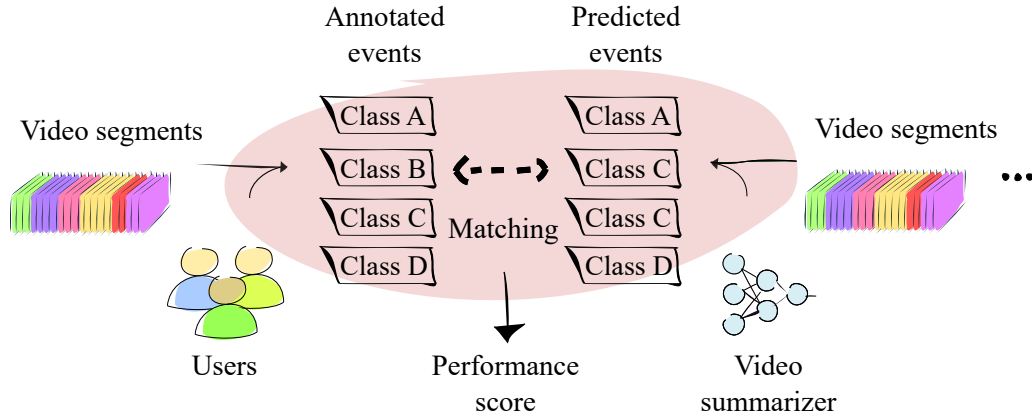 Annotated
events
Predicted
events
Video segments
Class A
Class B
Class C
Class D
Matching
Class A
Class C
Class C
Class D
Video segments
Users
Performance
score
Video
summarizer